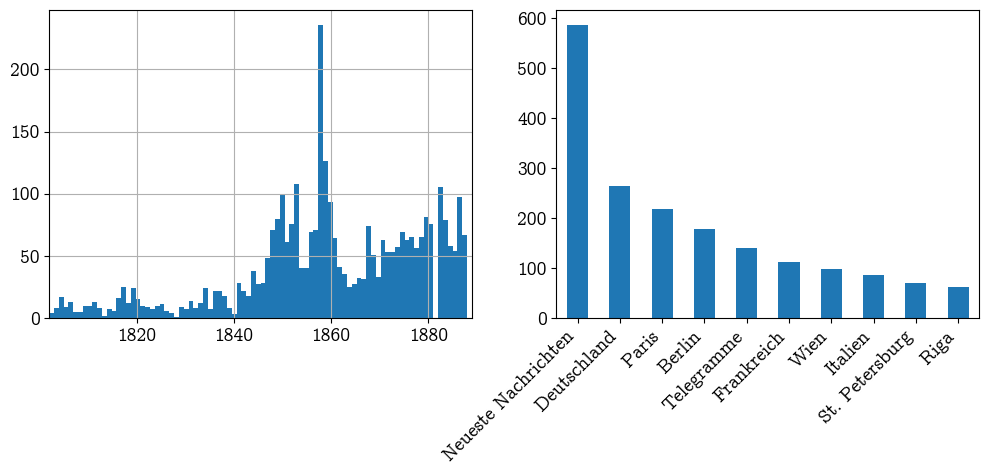 200
150
100
50
0
1820 1840 1860 1880
600
500
400
300
200
100
0
Neueste Nachrichten
Deutschland
Paris
Berlin
Telegramme
Frankreich
Wien
Italien
St. Petersburg
Riga